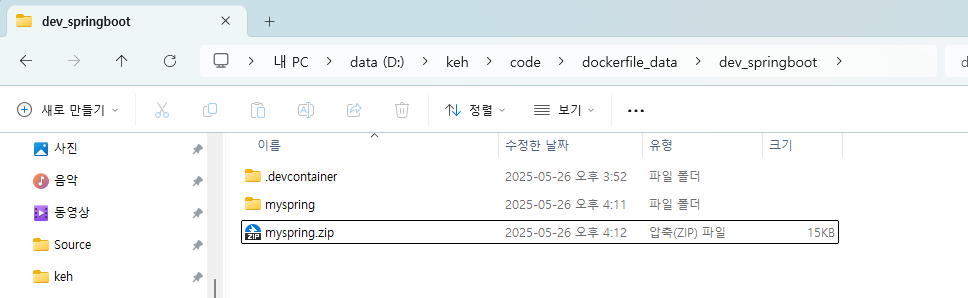 dev_springboot
내 PC > data (D:) > keh > code > dockerfile_data > dev_springboot >
새로 만들기 정렬 보기
이름 수정한 날짜 유형 크기
사진
음악
동영상
Source
keh
.devcontainer 2025-05-26 오후 3:52 파일 폴더
myspring 2025-05-26 오후 4:11 파일 폴더
ZIP myspring.zip 2025-05-26 오후 4:12 압축(ZIP) 파일 15KB